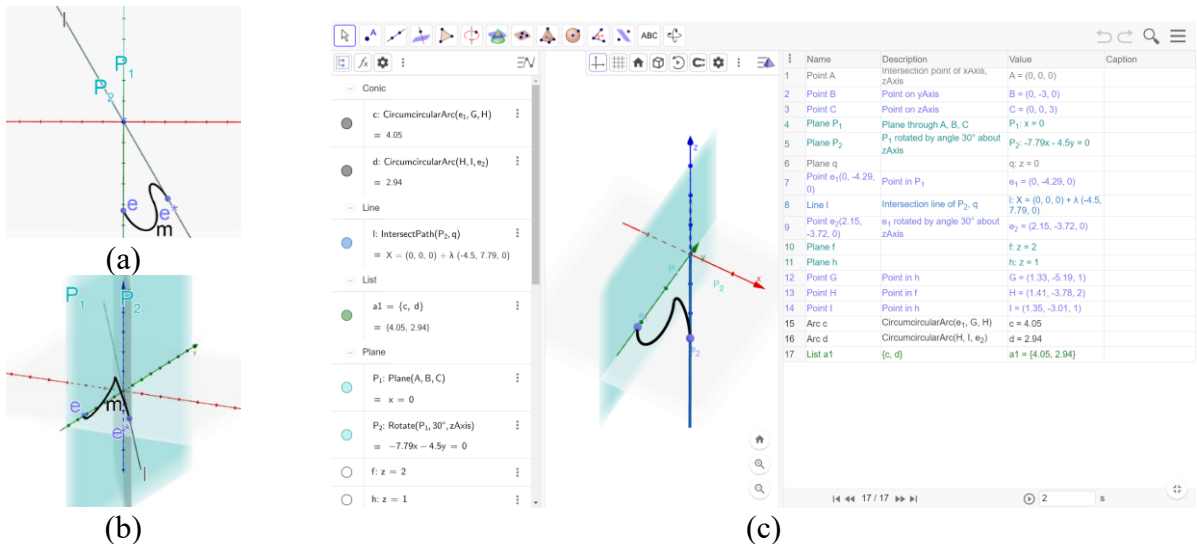 l
P₁
P₂
e
e*
m
(a)
P₁
P₂
e
m
e*
l
(b)
ABC
Conic
c: CircumcircularArc(e₁, G, H)
= 4.05
d: CircumcircularArc(H, I, e₂)
= 2.94
Line
l: IntersectPath(P₂, q)
= X = (0, 0, 0) + λ (-4.5, 7.79, 0)
List
a1 = {c, d}
= (4.05, 2.94)
Plane
P₁: Plane(A, B, C)
= x = 0
P₂: Rotate(P₁, 30°, zAxis)
= −7.79x − 4.5y = 0
f: z = 2
h: z = 1
z
y
x
P₂
Name Description Value Caption
1 Point A Intersection point of xAxis, zAxis A = (0, 0, 0)
2 Point B Point on yAxis B = (0, -3, 0)
3 Point C Point on zAxis C = (0, 0, 3)
4 Plane P₁ Plane through A, B, C P₁: x = 0
5 Plane P₂ P₁ rotated by angle 30° about zAxis P₂: -7.79x - 4.5y = 0
6 Plane q q: z = 0
7 Point e₁(0, -4.29, 0) Point in P₁ e₁ = (0, -4.29, 0)
8 Line l Intersection line of P₂, q l: X = (0, 0, 0) + λ (-4.5, 7.79, 0)
9 Point e₂(2.15, -3.72, 0) e₁ rotated by angle 30° about zAxis e₂ = (2.15, -3.72, 0)
10 Plane f f: z = 2
11 Plane h h: z = 1
12 Point G Point in h G = (1.33, -5.19, 1)
13 Point H Point in f H = (1.41, -3.78, 2)
14 Point I Point in h I = (1.35, -3.01, 1)
15 Arc c CircumcircularArc(e₁, G, H) c = 4.05
16 Arc d CircumcircularArc(H, I, e₂) d = 2.94
17 List a1 {c, d} a1 = {4.05, 2.94}
17 / 17 2 s
(c)